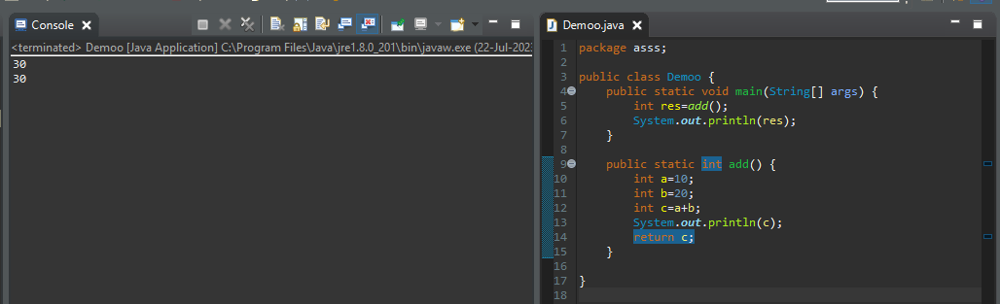 Console
<terminated> Demoo [Java Application] C:\Program Files\Java\jre1.8.0_201\bin\javaw.exe (22-Jul-202
30
30
Demoo.java
1 package asss;
2
3 public class Demoo {
4 public static void main(String[] args) {
5 int res=add();
6 System.out.println(res);
7 }
8
9 public static int add() {
10 int a=10;
11 int b=20;
12 int c=a+b;
13 System.out.println(c);
14 return c;
15 }
16
17 }
18